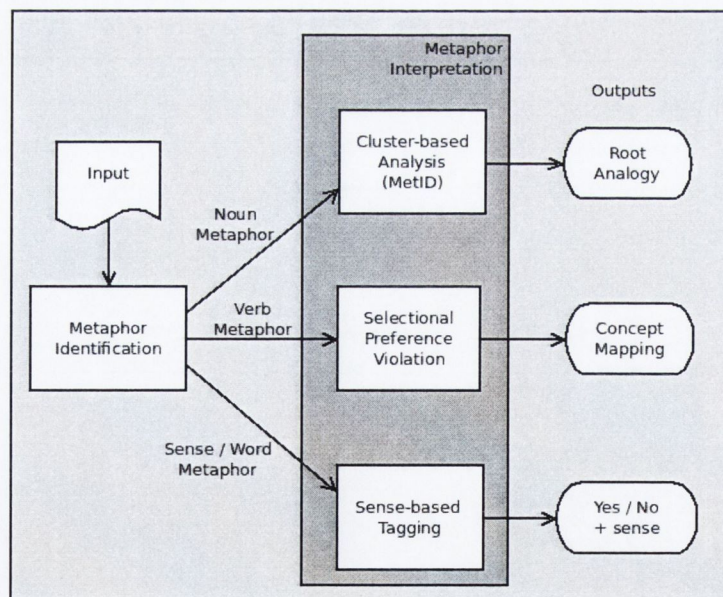 Metaphor
Interpretation
Outputs
Input
Cluster-based
Analysis
(MetID)
Root
Analogy
Noun
Metaphor
Metaphor
Identification
Verb
Metaphor
Selectional
Preference
Violation
Concept
Mapping
Sense / Word
Metaphor
Sense-based
Tagging
Yes / No
+ sense